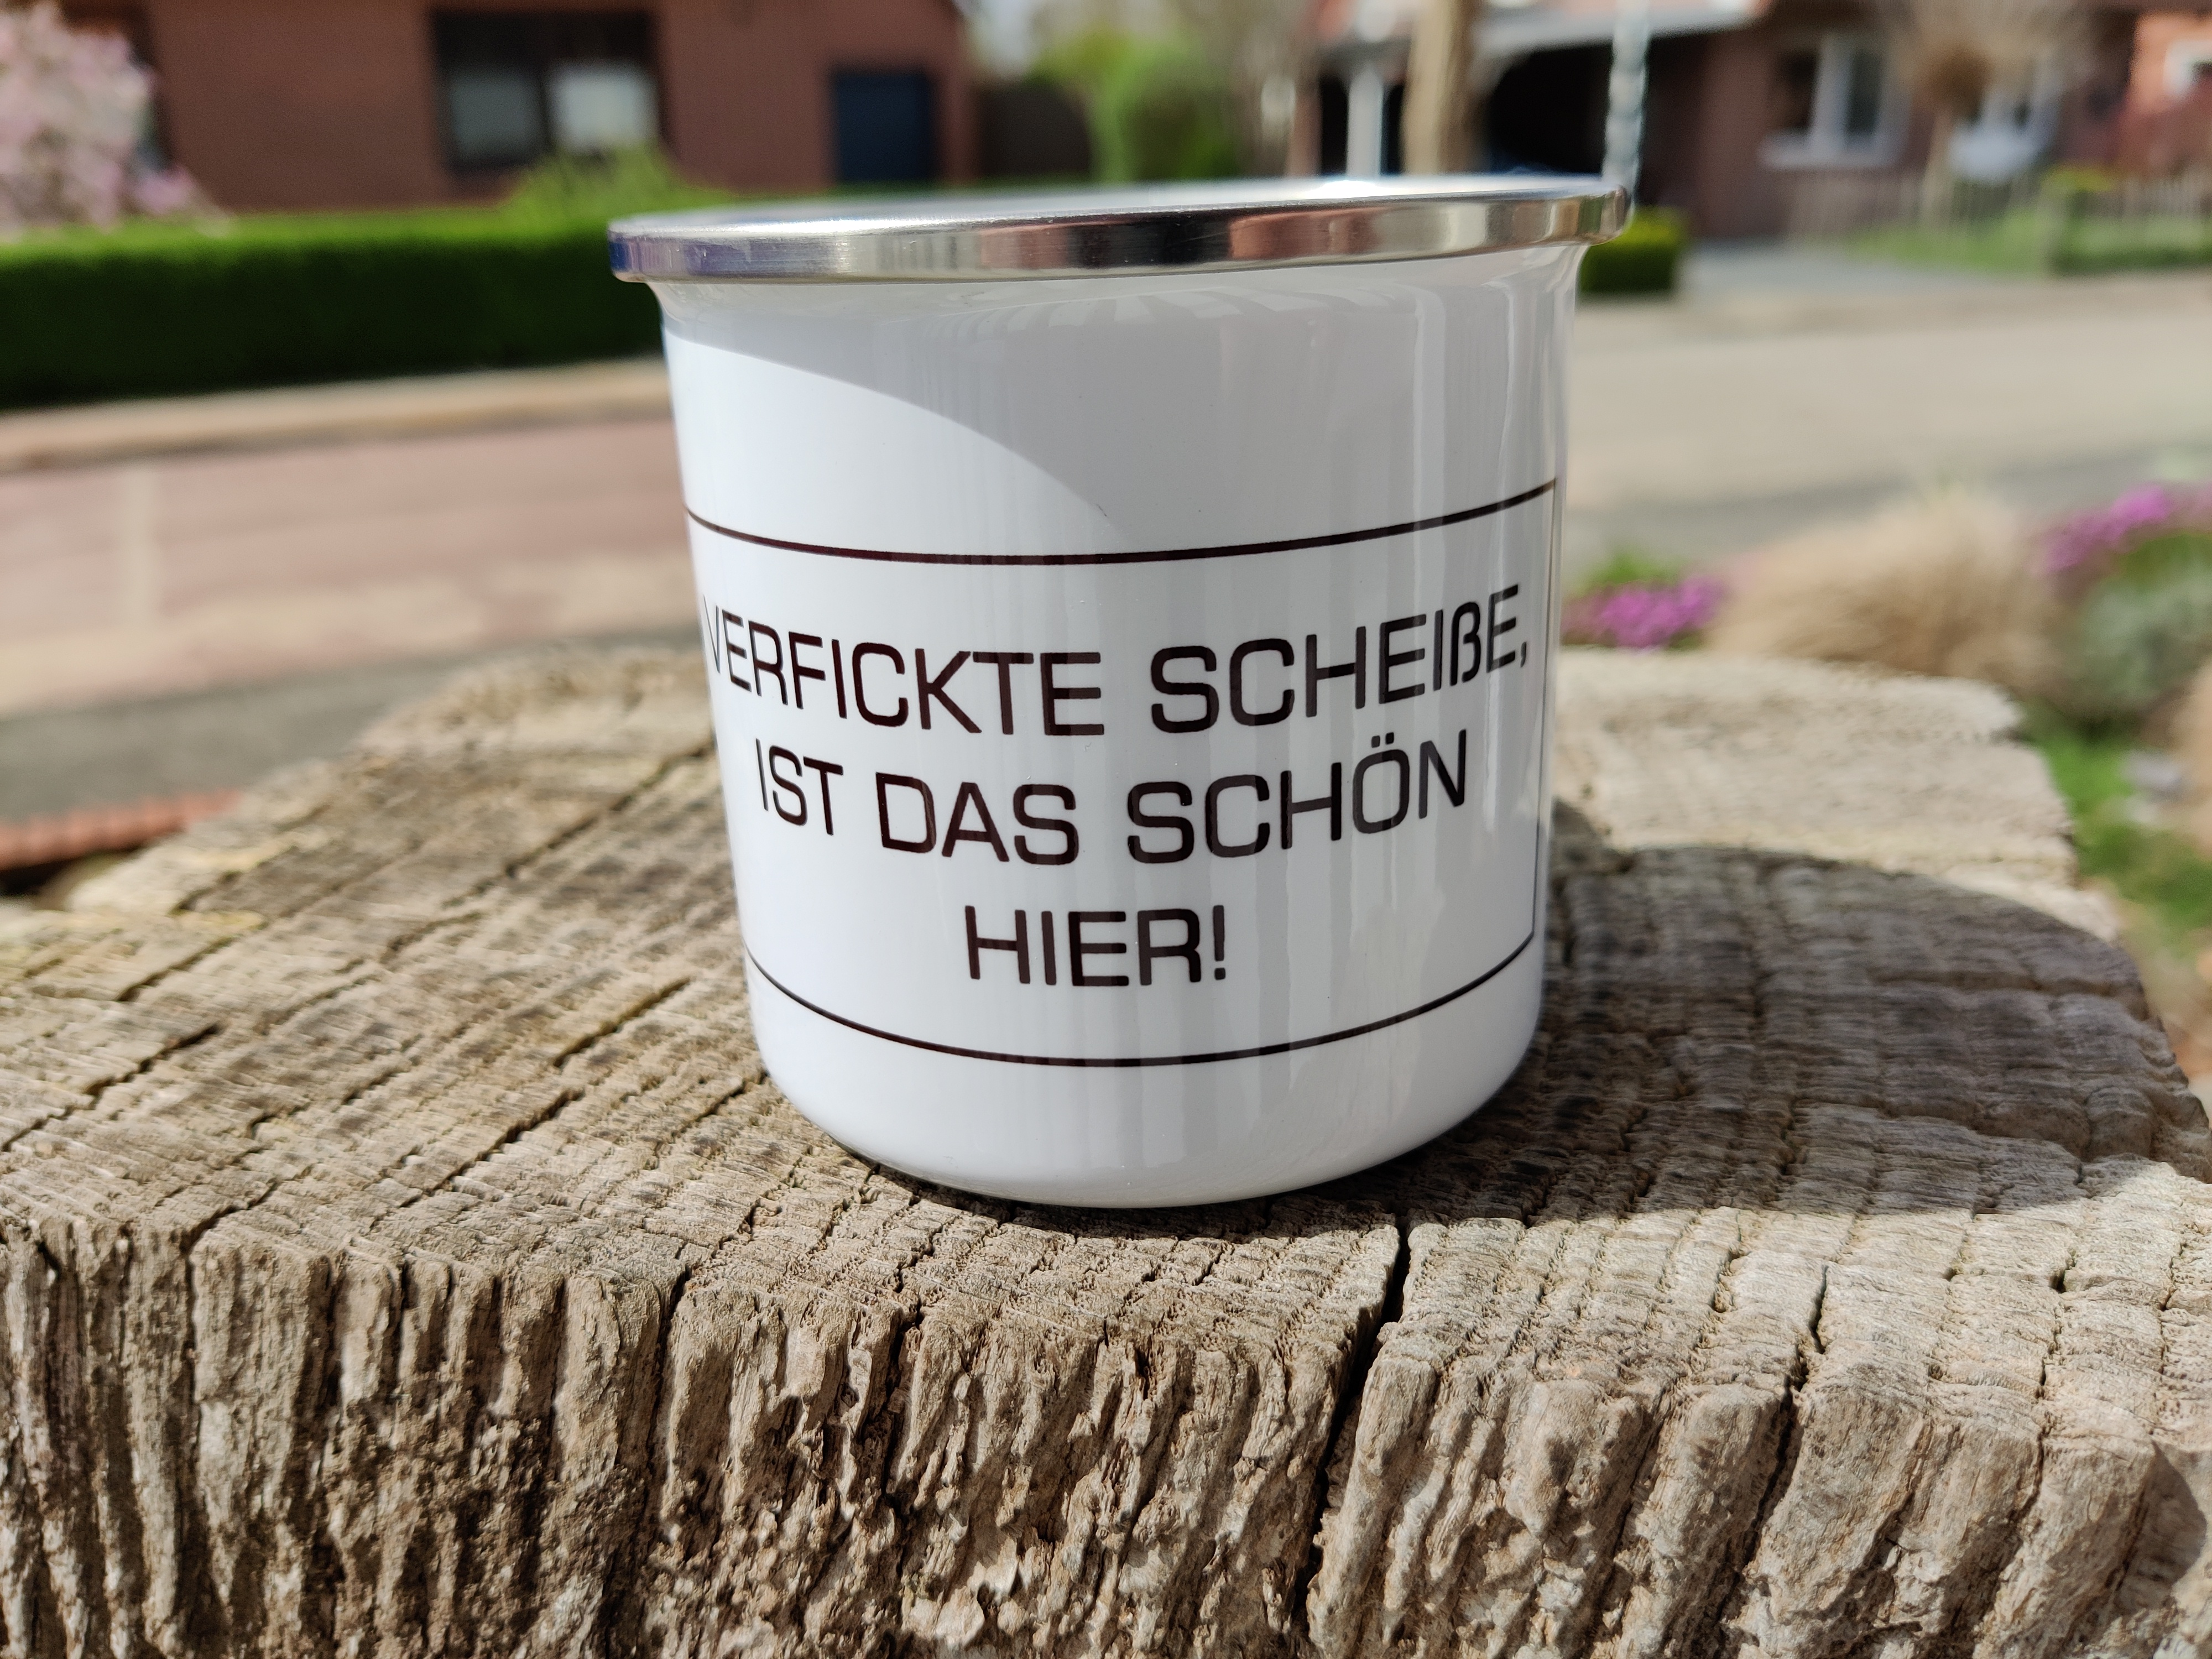 VERFICKTE SCHEIßE,
IST DAS SCHÖN
HIER!